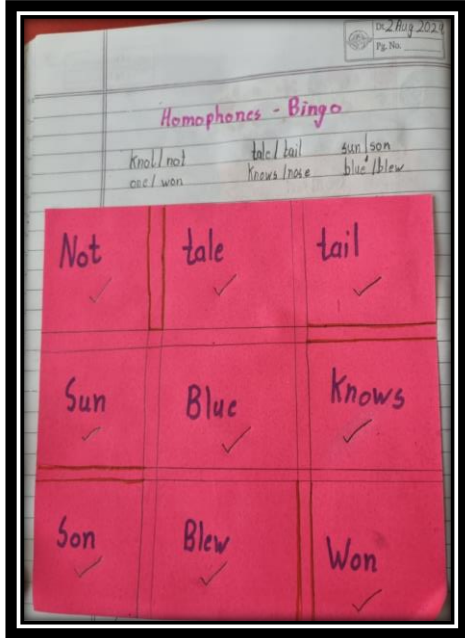 Dt. 2 Aug 2024
Pg. No.
Homophones - Bingo
Knot / not tale / tail sun / son
one / won Knows / nose blue / blew
Not tale tail
Sun Blue Knows
Son Blew Won